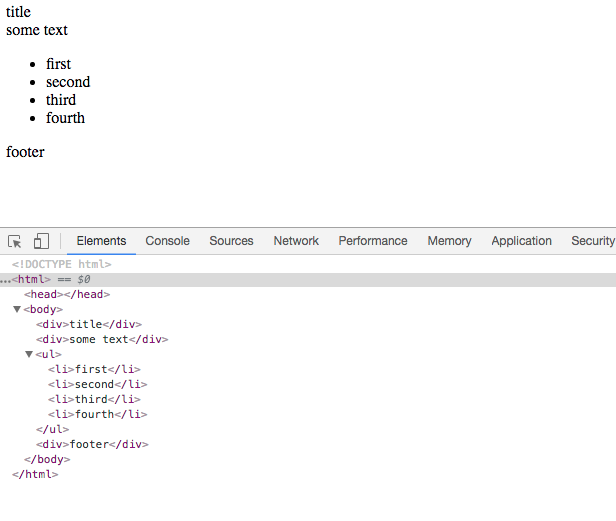 title
some text
• first
• second
• third
• fourth
footer
Elements Console Sources Network Performance Memory Application Security
<!DOCTYPE html>
...<html> == $0
<head></head>
▼<body>
<div>title</div>
<div>some text</div>
▼<ul>
<li>first</li>
<li>second</li>
<li>third</li>
<li>fourth</li>
</ul>
<div>footer</div>
</body>
</html>